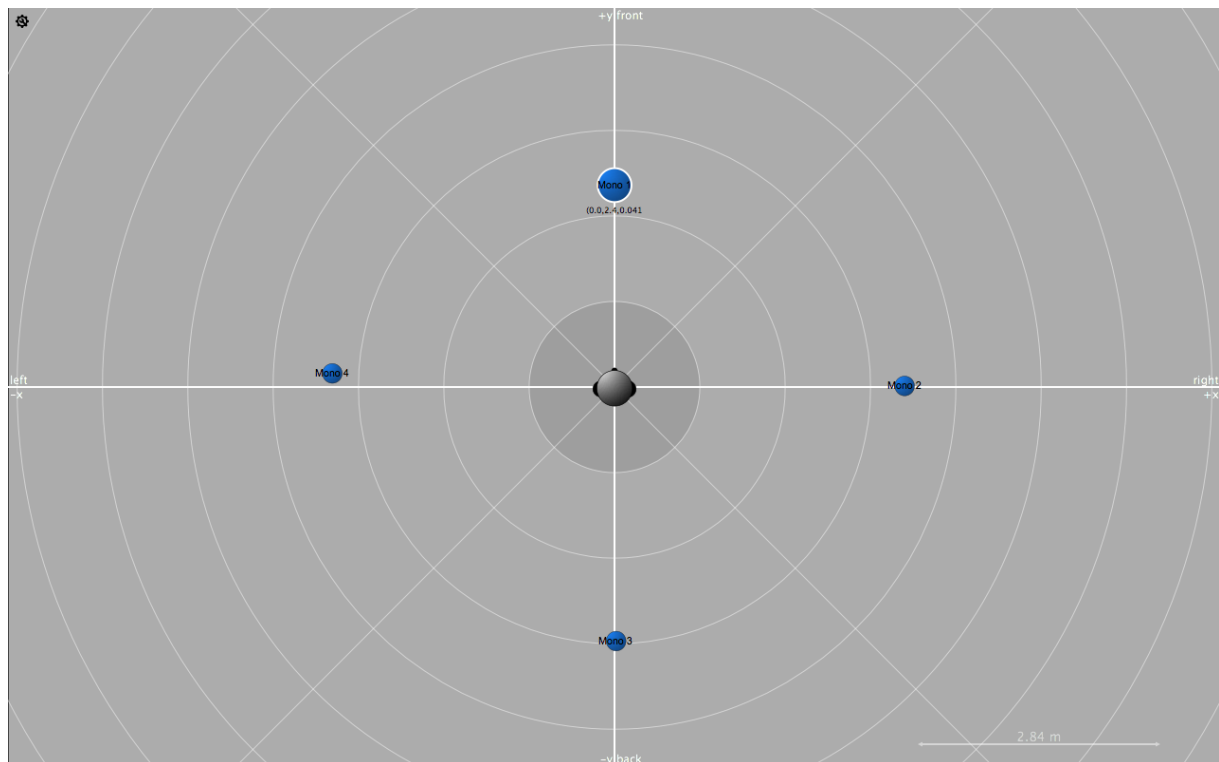 +y front
Mono 1
(0.0,2.4,0.041
Mono 4
left
-x
Mono 2
right
+x
Mono 3
2.84 m
-y back